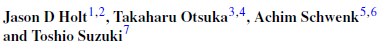 Jason D Holt1,2, Takaharu Otsuka3,4, Achim Schwenk5,6
and Toshio Suzuki7